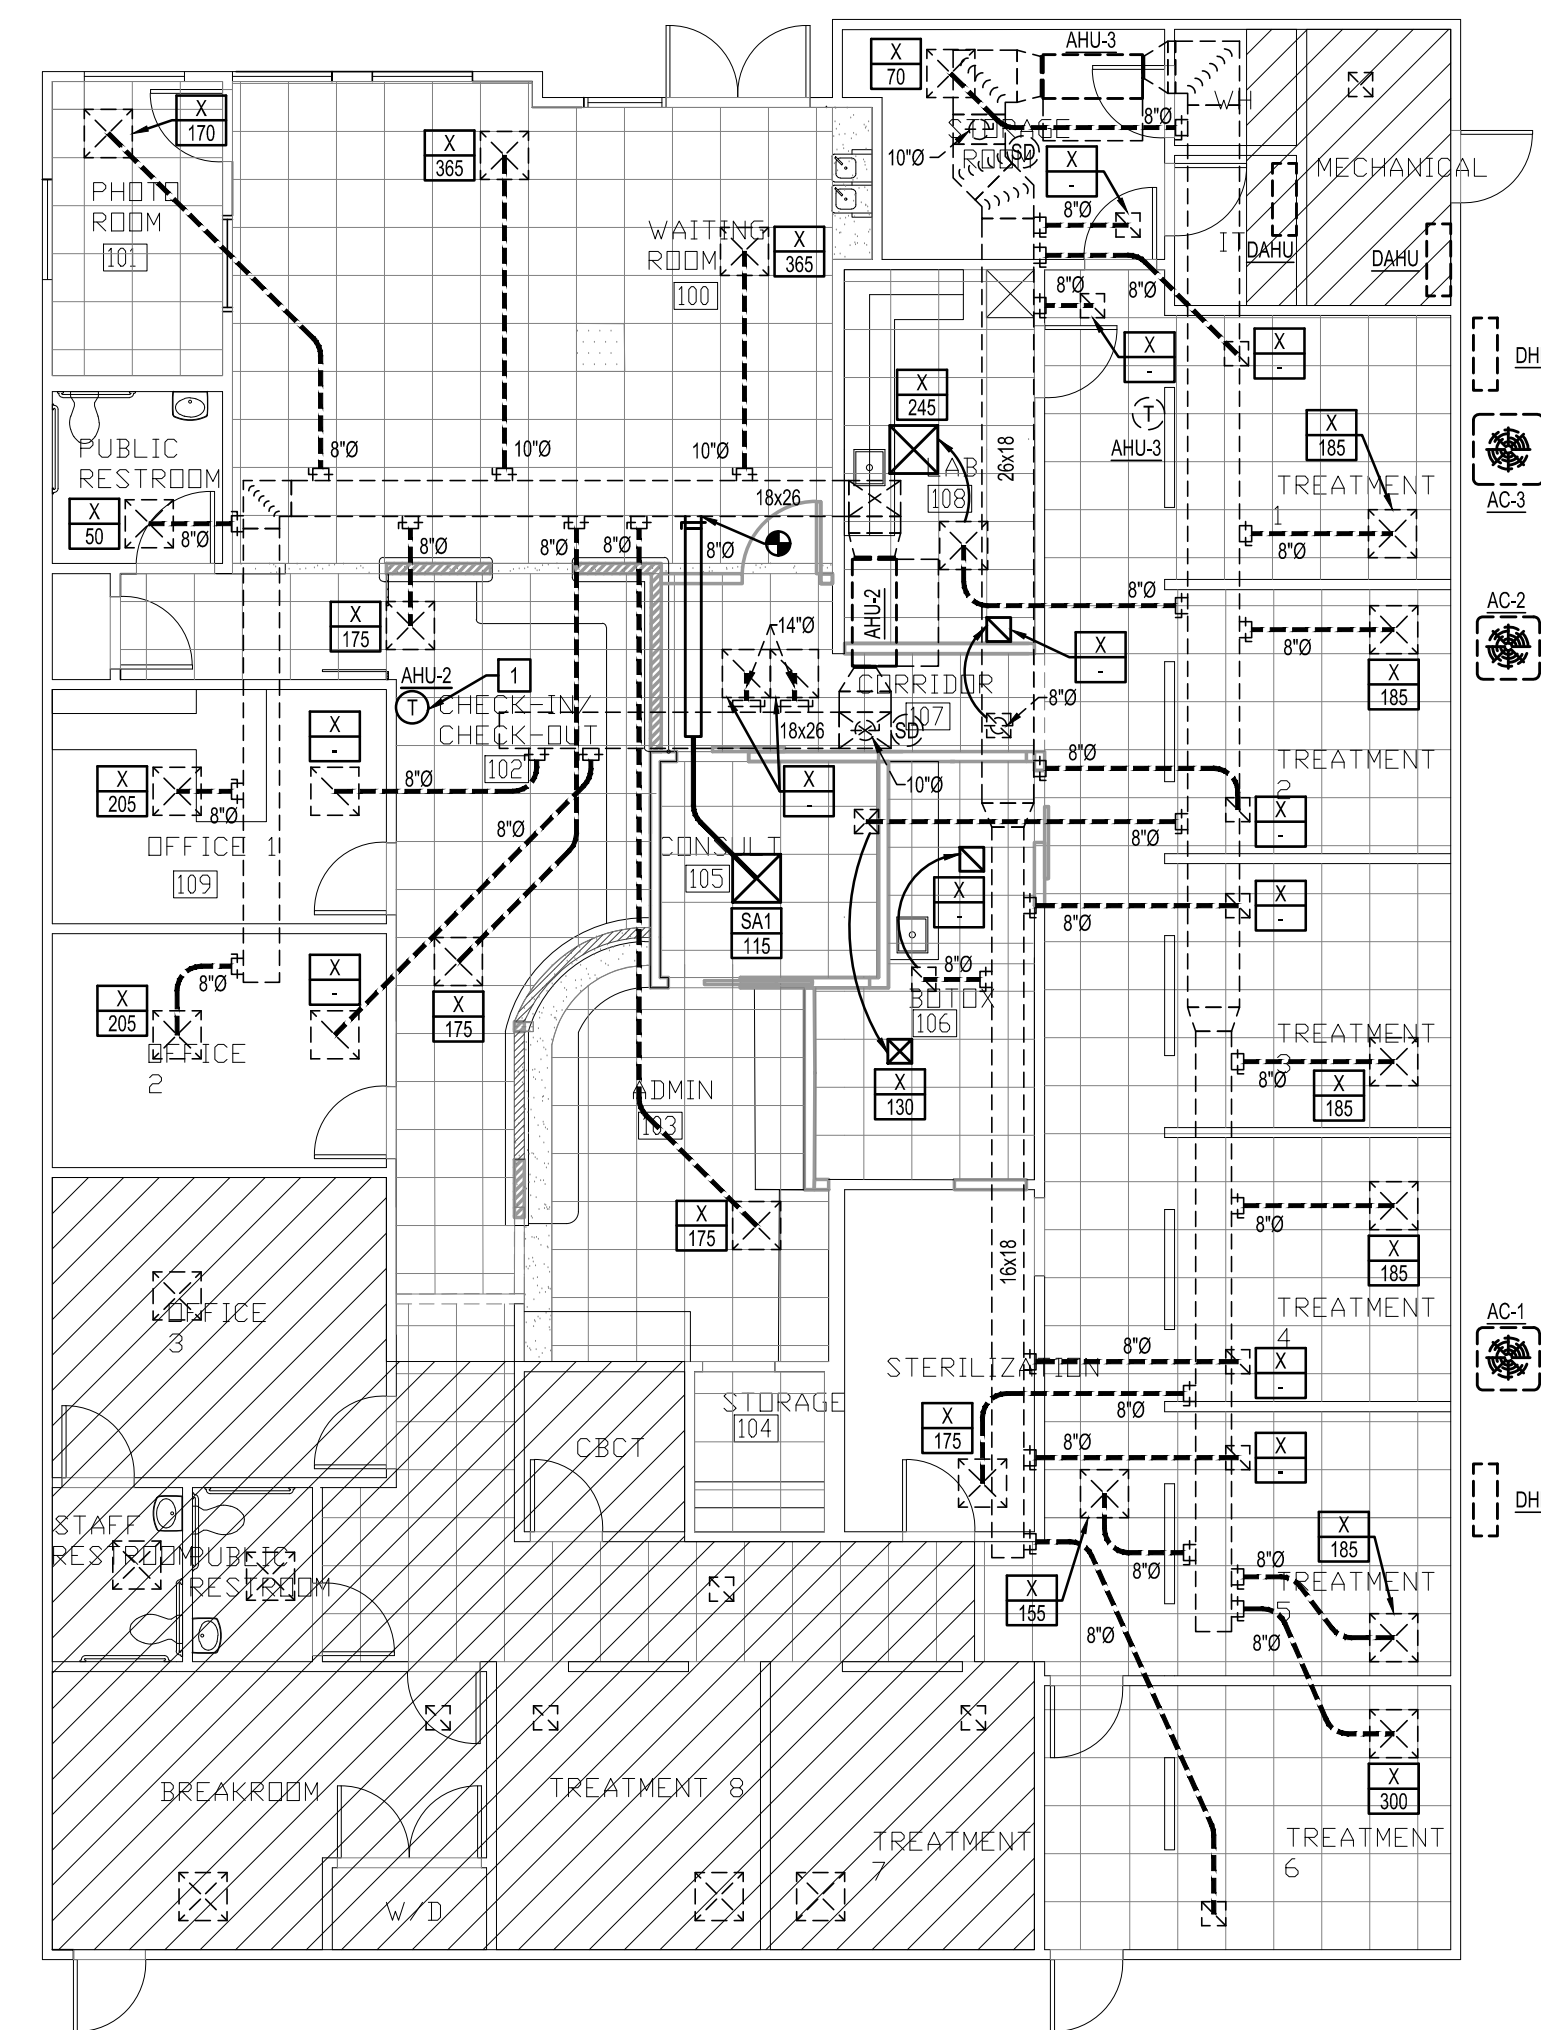 X
70
AHU-3
X
170
X
365
10"Ø
STORAGE
ROOM
SD
X
-
WH
MECHANICAL
PHOTO
ROOM
101
WAITING
ROOM
100
X
365
8"Ø
8"Ø
8"Ø
IT
DAHU
DAHU
X
-
X
-
X
245
T
AHU-3
X
185
AC-3
PUBLIC
RESTROOM
8"Ø
10"Ø
10"Ø
26x18
LAB
108
TREATMENT
1
8"Ø
X
50
8"Ø
8"Ø
8"Ø
8"Ø
18x26
8"Ø
8"Ø
AC-2
X
175
AHU-2
14"Ø
X
-
8"Ø
X
185
AHU-2
T
1
CHECK-IN/
CHECK-OUT
102
CORRIDOR
107
SD
8"Ø
18x26
10"Ø
X
-
X
-
8"Ø
TREATMENT
2
X
-
X
205
8"Ø
8"Ø
8"Ø
OFFICE 1
109
CONSULT
105
8"Ø
SA1
115
X
-
X
-
8"Ø
X
205
8"Ø
OFFICE
2
X
-
X
175
8"Ø
BOTOX
106
X
130
TREATMENT
3
8"Ø
X
185
ADMIN
103
X
175
16x18
8"Ø
X
185
TREATMENT
4
AC-1
OFFICE
3
8"Ø
X
-
STERILIZATION
8"Ø
STORAGE
104
CBCT
X
175
8"Ø
X
-
STAFF
RESTROOM
PUBLIC
RESTROOM
X
155
8"Ø
8"Ø
8"Ø
X
185
TREATMENT
5
8"Ø
8"Ø
X
300
BREAKROOM
TREATMENT 8
TREATMENT
7
TREATMENT
6
W/D